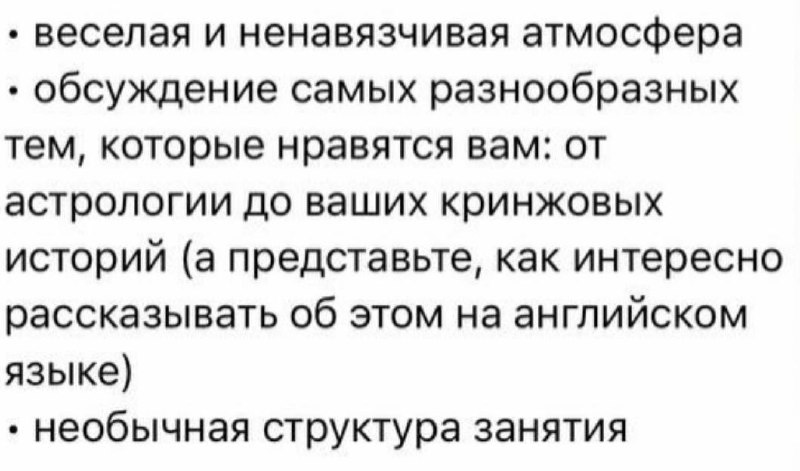 • веселая и ненавязчивая атмосфера
• обсуждение самых разнообразных
тем, которые нравятся вам: от
астрологии до ваших кринжовых
историй (а представьте, как интересно
рассказывать об этом на английском
языке)
• необычная структура занятия